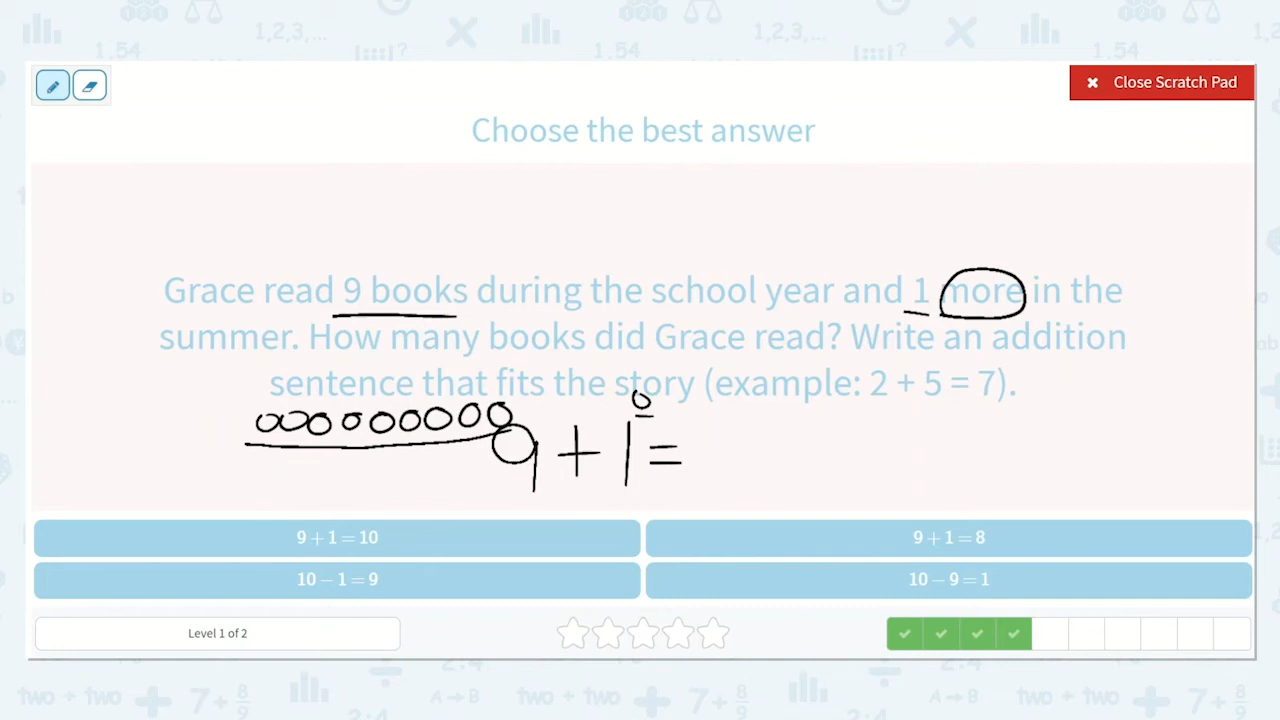 Close Scratch Pad
Choose the best answer
Grace read 9 books during the school year and 1 more in the
summer. How many books did Grace read? Write an addition
sentence that fits the story (example: 2 + 5 = 7).
9 + 1 =
9 + 1 = 10
9 + 1 = 8
10 − 1 = 9
10 − 9 = 1
Level 1 of 2